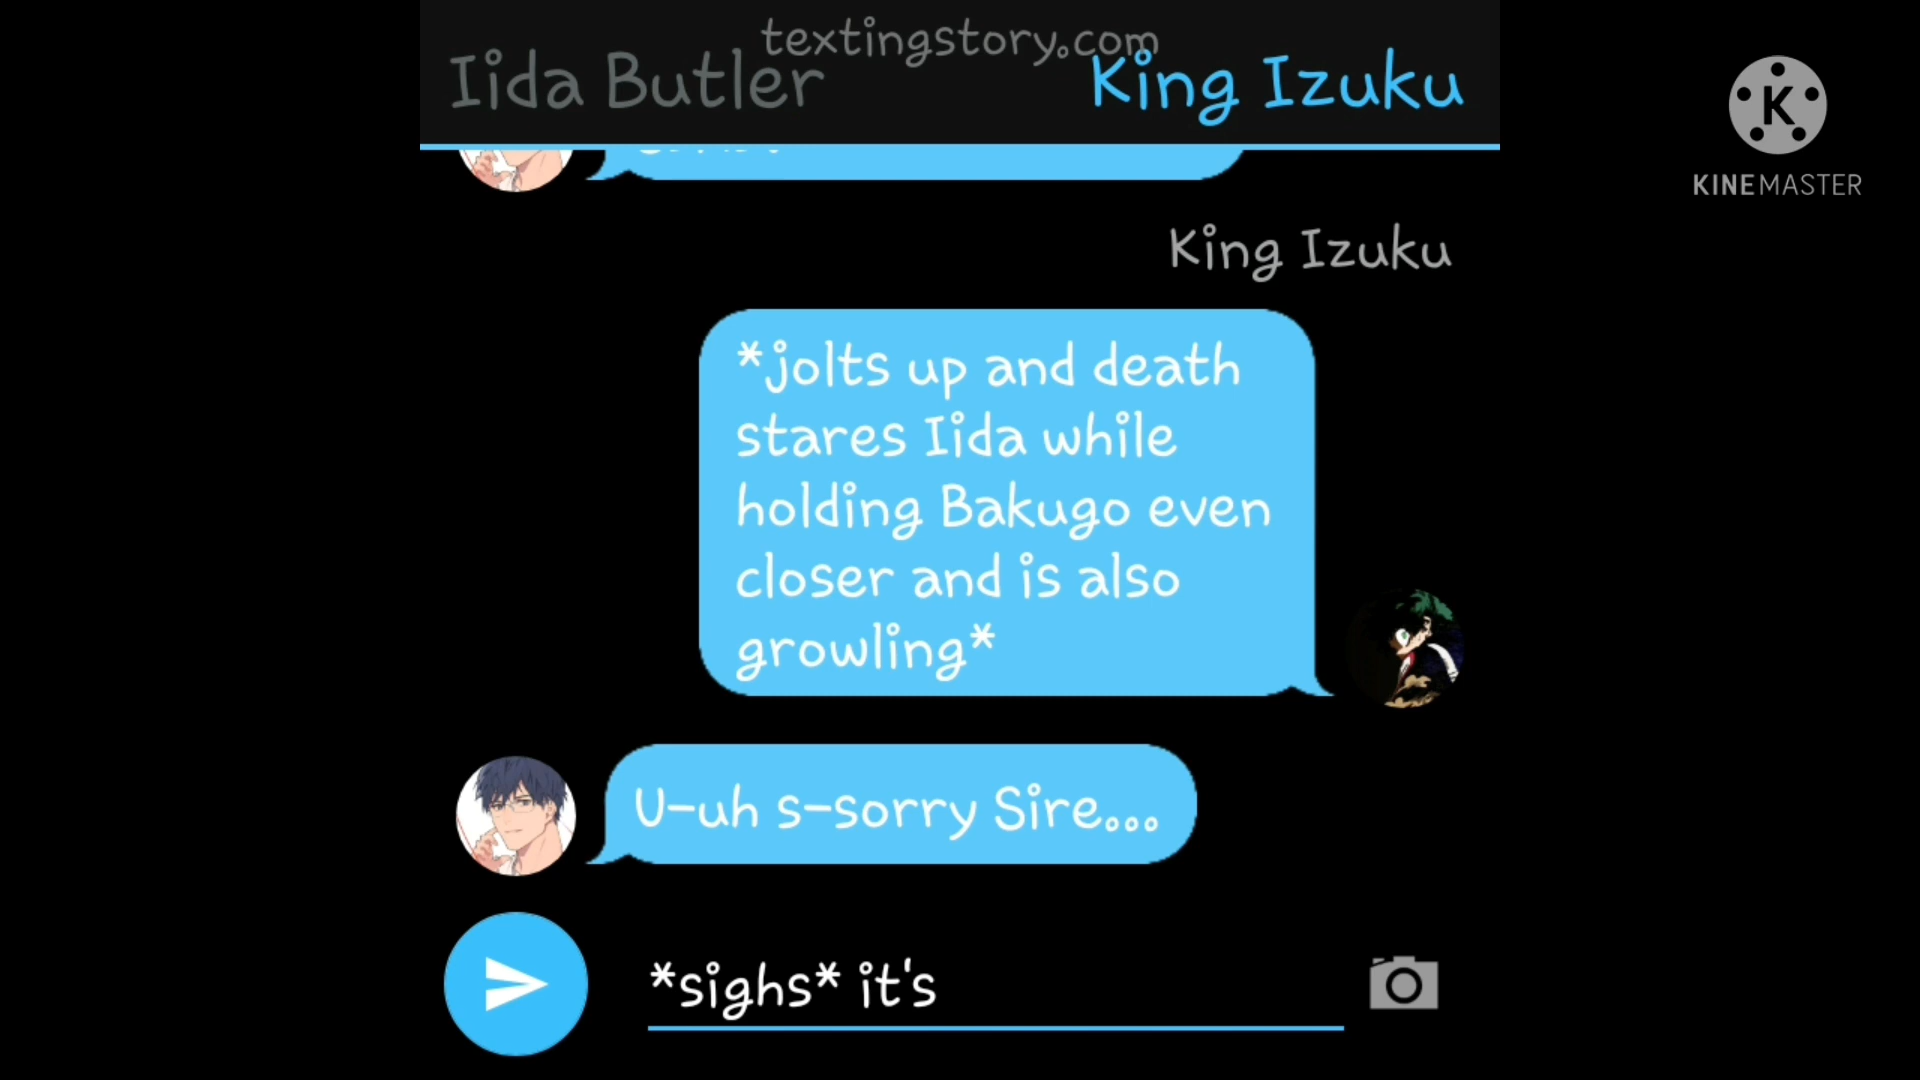 textingstory.com
Iida Butler
King Izuku
K
KINEMASTER
King Izuku
*jolts up and death
stares Iida while
holding Bakugo even
closer and is also
growling*
U-uh s-sorry Sire...
*sighs* it's